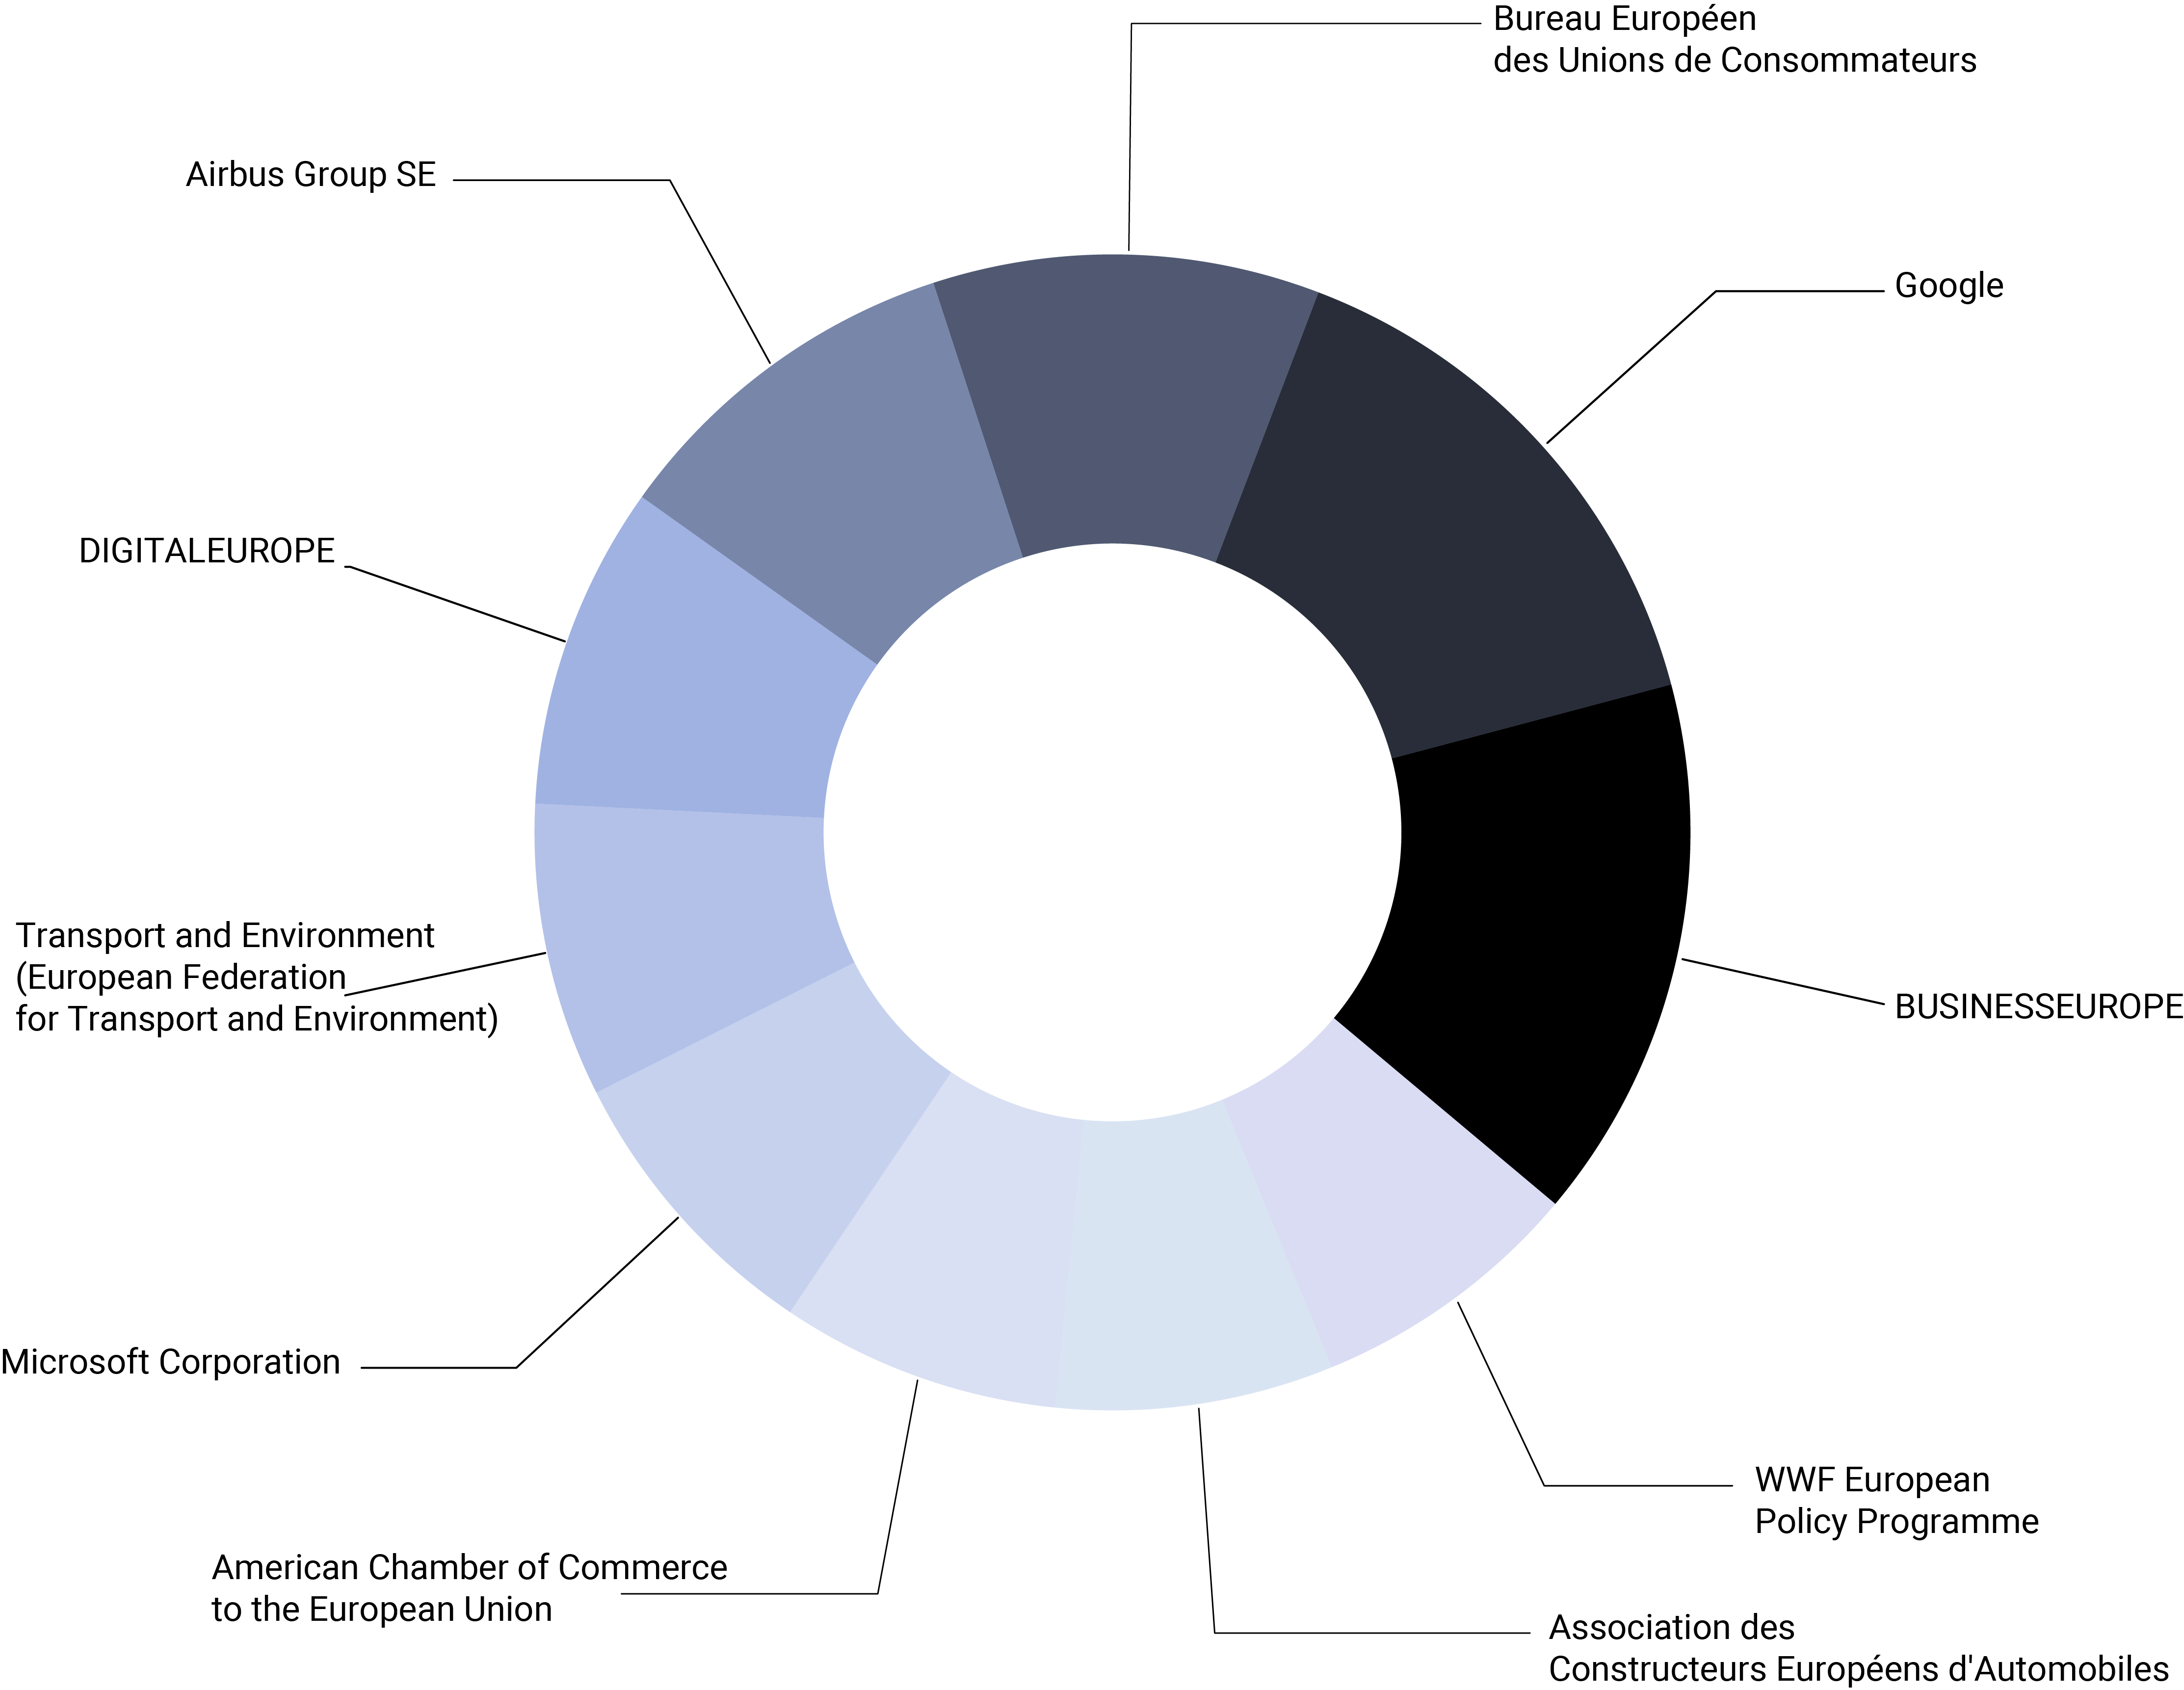 Bureau Européen
des Unions de Consommateurs
Airbus Group SE
Google
DIGITALEUROPE
Transport and Environment
(European Federation
for Transport and Environment)
BUSINESSEUROPE
Microsoft Corporation
WWF European
Policy Programme
American Chamber of Commerce
to the European Union
Association des
Constructeurs Européens d'Automobiles